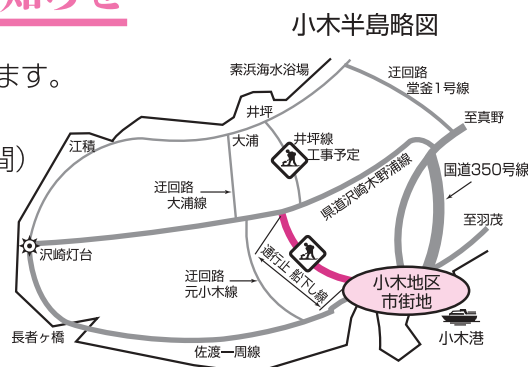 知らせ
小木半島略図
ます。
間）
素浜海水浴場
迂回路
堂釜1号線
井坪
至真野
江積
大浦
井坪線
工事予定
迂回路
大浦線
県道沢崎木野浦線
国道350号線
至羽茂
沢崎灯台
通行止 船下し線
迂回路
元小木線
小木地区
市街地
長者ヶ橋
佐渡一周線
小木港